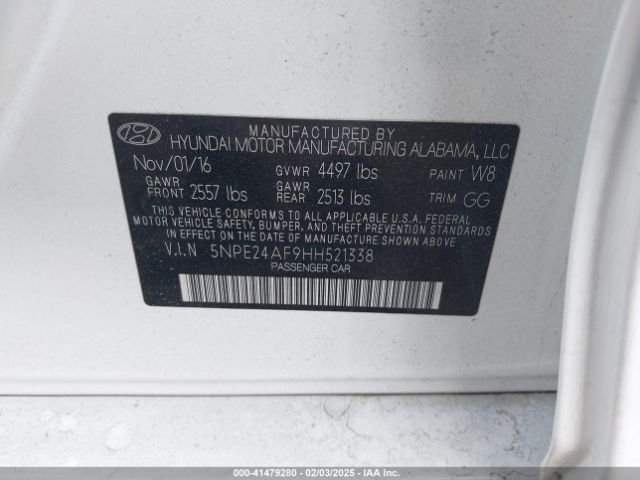 MANUFACTURED BY
HYUNDAI MOTOR MANUFACTURING ALABAMA, LLC
Nov/01/16 GVWR 4497 lbs PAINT W8
GAWR FRONT 2557 lbs GAWR REAR 2513 lbs TRIM GG
THIS VEHICLE CONFORMS TO ALL APPLICABLE U.S.A. FEDERAL
MOTOR VEHICLE SAFETY, BUMPER, AND THEFT PREVENTION STANDARDS
IN EFFECT ON THE DATE OF MANUFACTURE SHOWN ABOVE.
V.I.N 5NPE24AF9HH521338
PASSENGER CAR
000-41479280 - 02/03/2025 - IAA Inc.